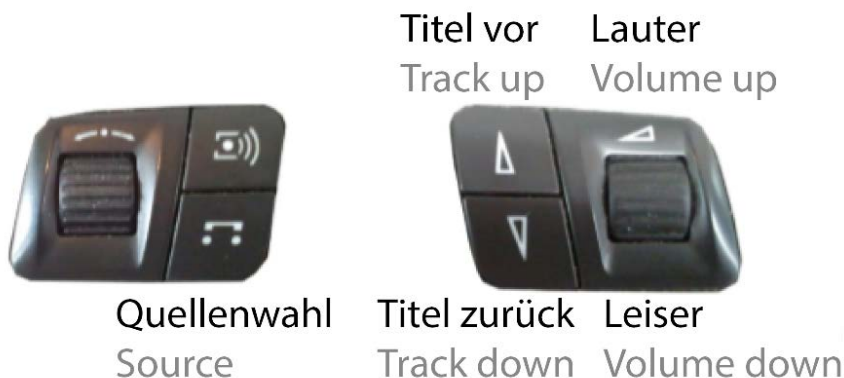 Titel vor Lauter
Track up Volume up
Quellenwahl Titel zurück Leiser
Source Track down Volume down